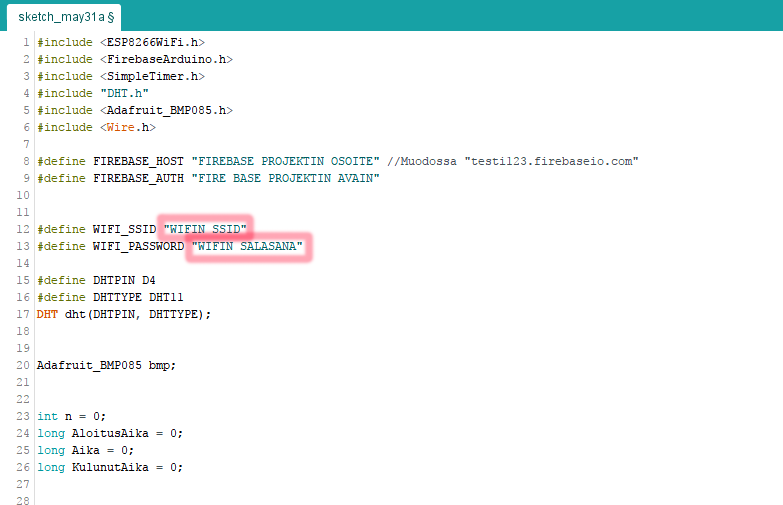 sketch_may31a §
1 #include <ESP8266WiFi.h>
2 #include <FirebaseArduino.h>
3 #include <SimpleTimer.h>
4 #include "DHT.h"
5 #include <Adafruit_BMP085.h>
6 #include <Wire.h>
7
8 #define FIREBASE_HOST "FIREBASE PROJEKTIN OSOITE" //Muodossa "testi123.firebaseio.com"
9 #define FIREBASE_AUTH "FIRE BASE PROJEKTIN AVAIN"
10
11
12 #define WIFI_SSID "WIFIN SSID"
13 #define WIFI_PASSWORD "WIFIN SALASANA"
14
15 #define DHTPIN D4
16 #define DHTTYPE DHT11
17 DHT dht(DHTPIN, DHTTYPE);
18
19
20 Adafruit_BMP085 bmp;
21
22
23 int n = 0;
24 long AloitusAika = 0;
25 long Aika = 0;
26 long KulunutAika = 0;
27
28